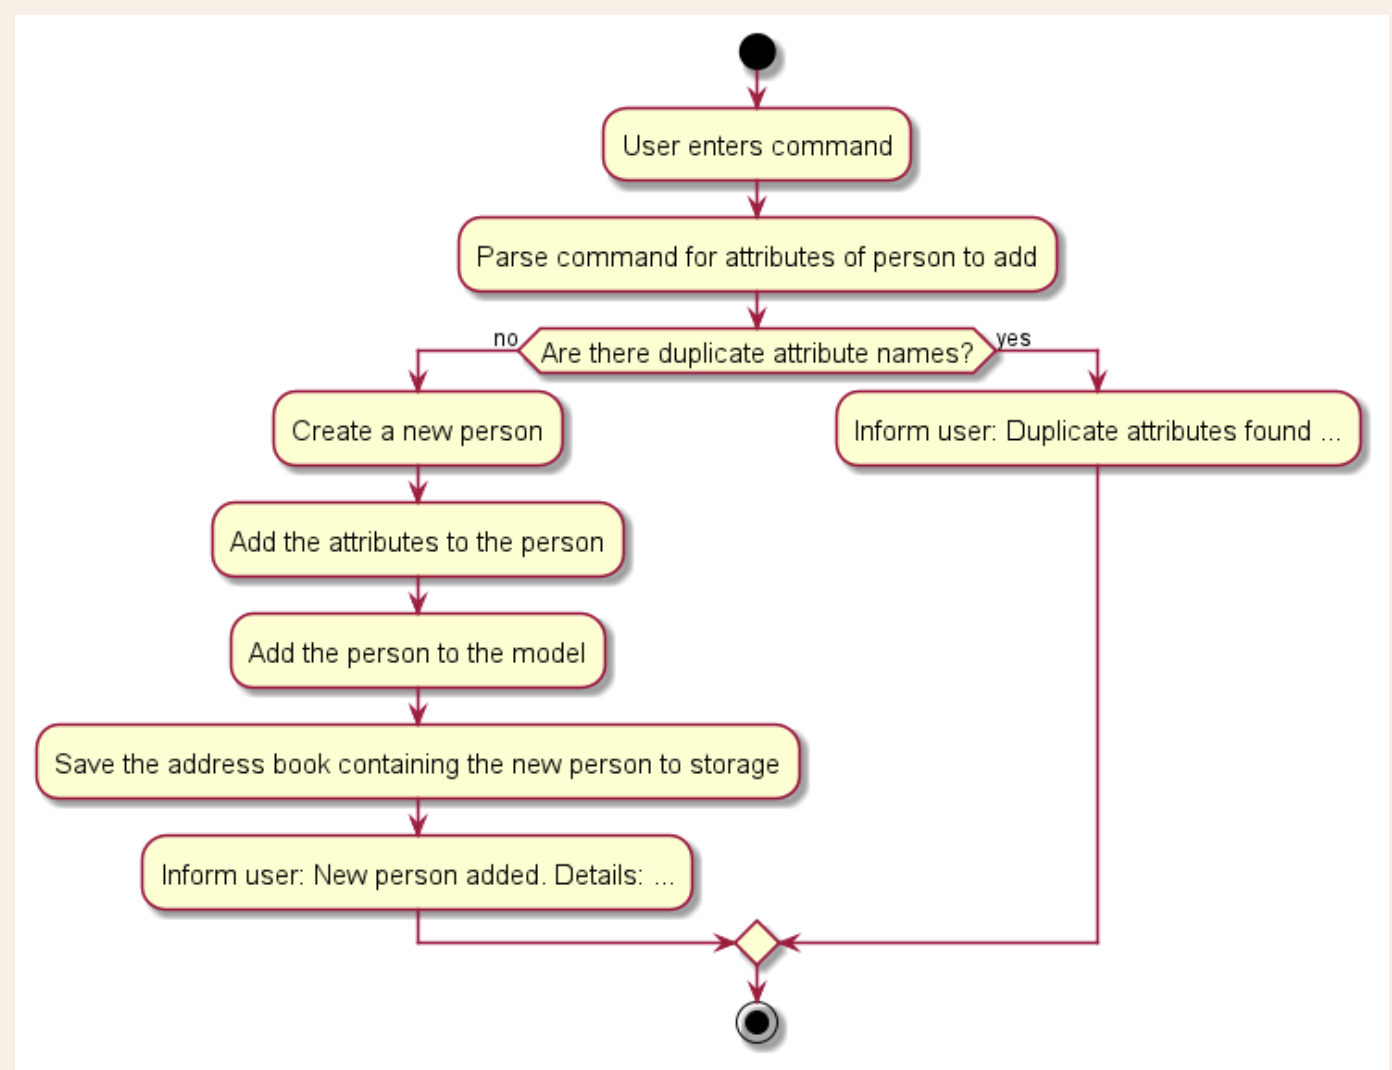 User enters command
Parse command for attributes of person to add
no
Are there duplicate attribute names?
yes
Create a new person
Inform user: Duplicate attributes found ...
Add the attributes to the person
Add the person to the model
Save the address book containing the new person to storage
Inform user: New person added. Details: ...